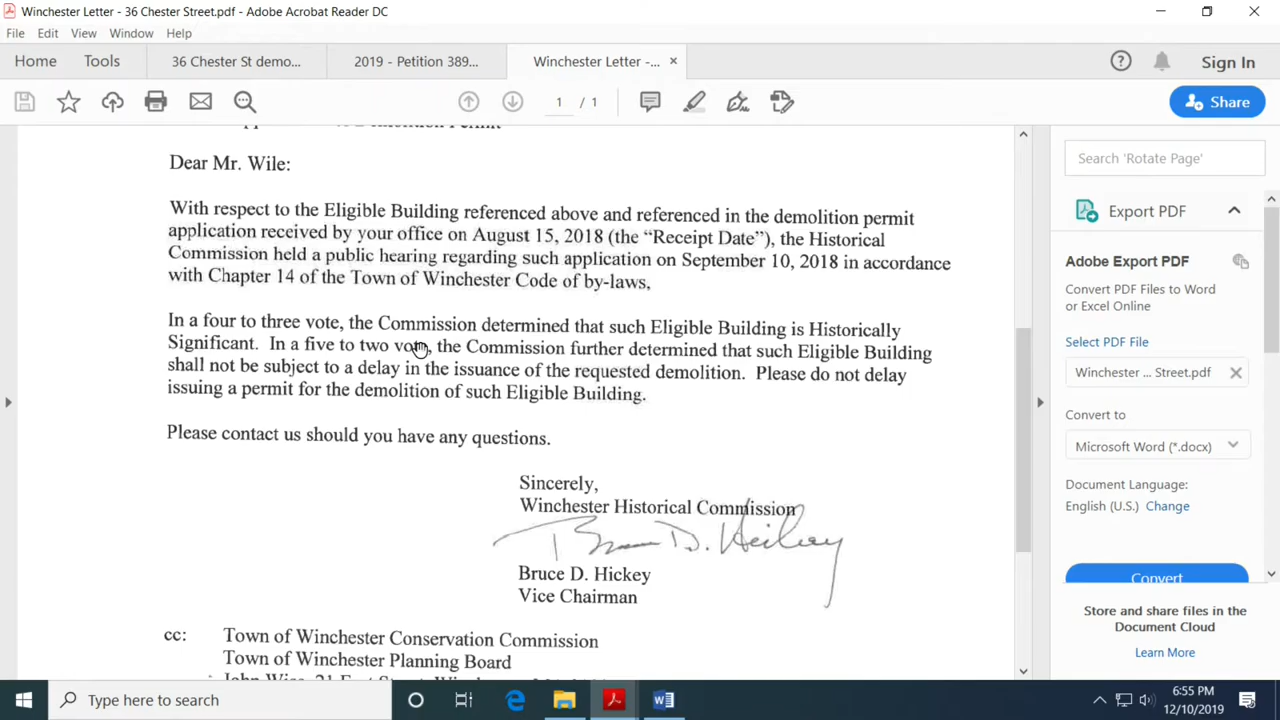 Winchester Letter - 36 Chester Street.pdf - Adobe Acrobat Reader DC
File Edit View Window Help
Home Tools 36 Chester St demo... 2019 - Petition 389... Winchester Letter -... ×
Sign In
1 / 1
Share
Demolition Permit
Dear Mr. Wile:
With respect to the Eligible Building referenced above and referenced in the demolition permit
application received by your office on August 15, 2018 (the “Receipt Date”), the Historical
Commission held a public hearing regarding such application on September 10, 2018 in accordance
with Chapter 14 of the Town of Winchester Code of by-laws,
In a four to three vote, the Commission determined that such Eligible Building is Historically
Significant. In a five to two vote, the Commission further determined that such Eligible Building
shall not be subject to a delay in the issuance of the requested demolition. Please do not delay
issuing a permit for the demolition of such Eligible Building.
Please contact us should you have any questions.
Sincerely,
Winchester Historical Commission
Bruce D. Hickey
Bruce D. Hickey
Vice Chairman
cc: Town of Winchester Conservation Commission
Town of Winchester Planning Board
Search 'Rotate Page'
Export PDF
Adobe Export PDF
Convert PDF Files to Word
or Excel Online
Select PDF File
Winchester ... Street.pdf
Convert to
Microsoft Word (*.docx)
Document Language:
English (U.S.) Change
Convert
Store and share files in the
Document Cloud
Learn More
Type here to search
6:55 PM
12/10/2019